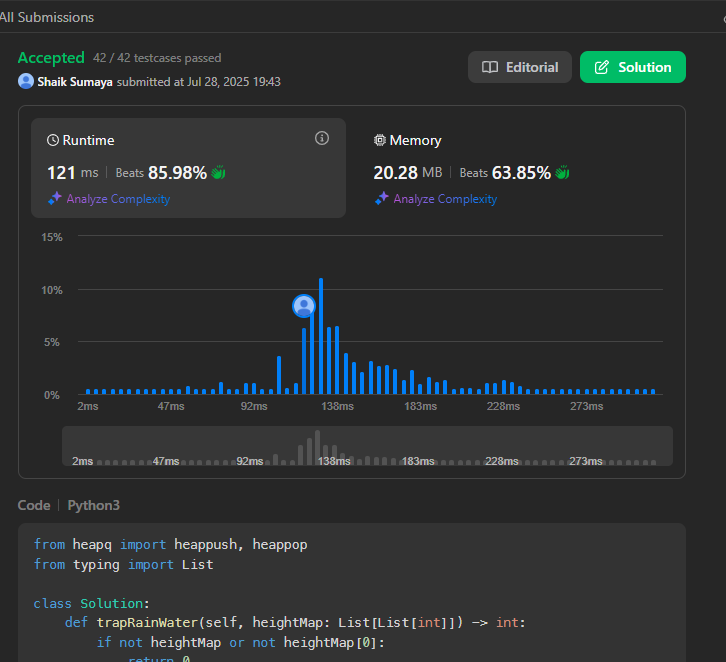 All Submissions
Accepted 42 / 42 testcases passed
Shaik Sumaya submitted at Jul 28, 2025 19:43
Editorial
Solution
Runtime
121 ms | Beats 85.98%
Analyze Complexity
Memory
20.28 MB | Beats 63.85%
Analyze Complexity
15%
10%
5%
0%
2ms 47ms 92ms 138ms 183ms 228ms 273ms
2ms 47ms 92ms 138ms 183ms 228ms 273ms
Code | Python3
from heapq import heappush, heappop
from typing import List
class Solution:
def trapRainWater(self, heightMap: List[List[int]]) -> int:
if not heightMap or not heightMap[0]:
return 0